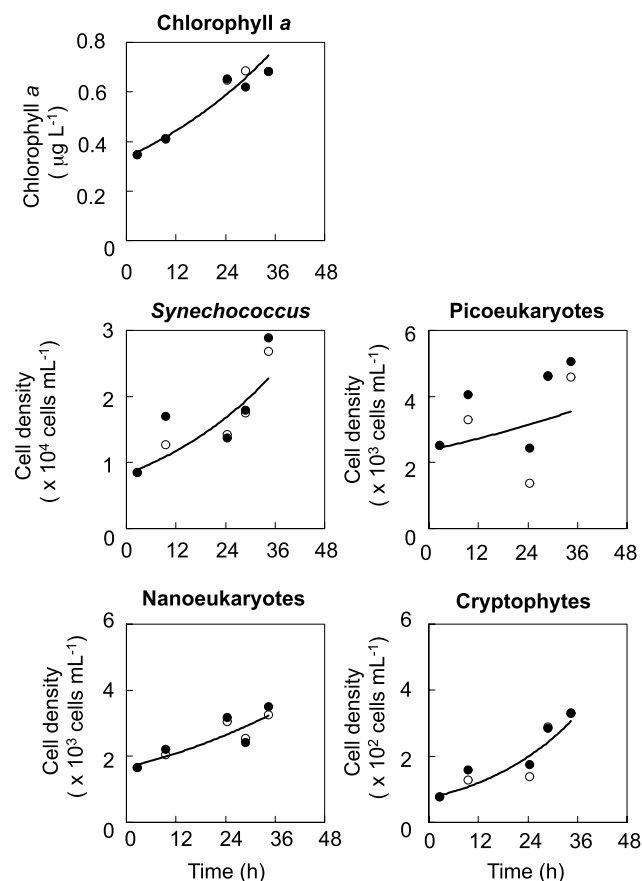 Chlorophyll a
Chlorophyll a
( μg L-1)
0.8
0.6
0.4
0.2
0
0 12 24 36 48
Synechococcus
Cell density
( x 10⁴ cells mL⁻¹)
3
2
1
0
0 12 24 36 48
Picoeukaryotes
Cell density
( x 10³ cells mL⁻¹)
6
4
2
0
0 12 24 36 48
Nanoeukaryotes
Cell density
( x 10³ cells mL⁻¹)
6
4
2
0
0 12 24 36 48
Time (h)
Cryptophytes
Cell density
( x 10² cells mL⁻¹)
6
4
2
0
0 12 24 36 48
Time (h)